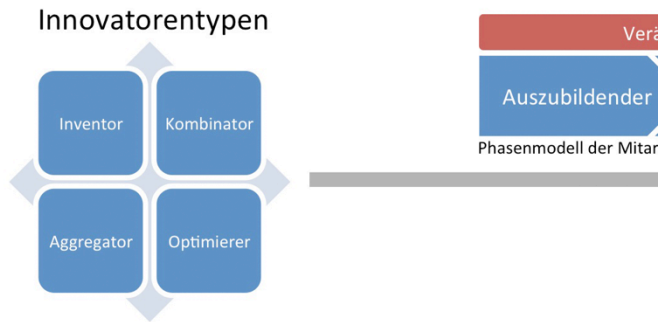 Innovatorentypen
Inventor
Kombinator
Aggregator
Optimierer
Auszubildender